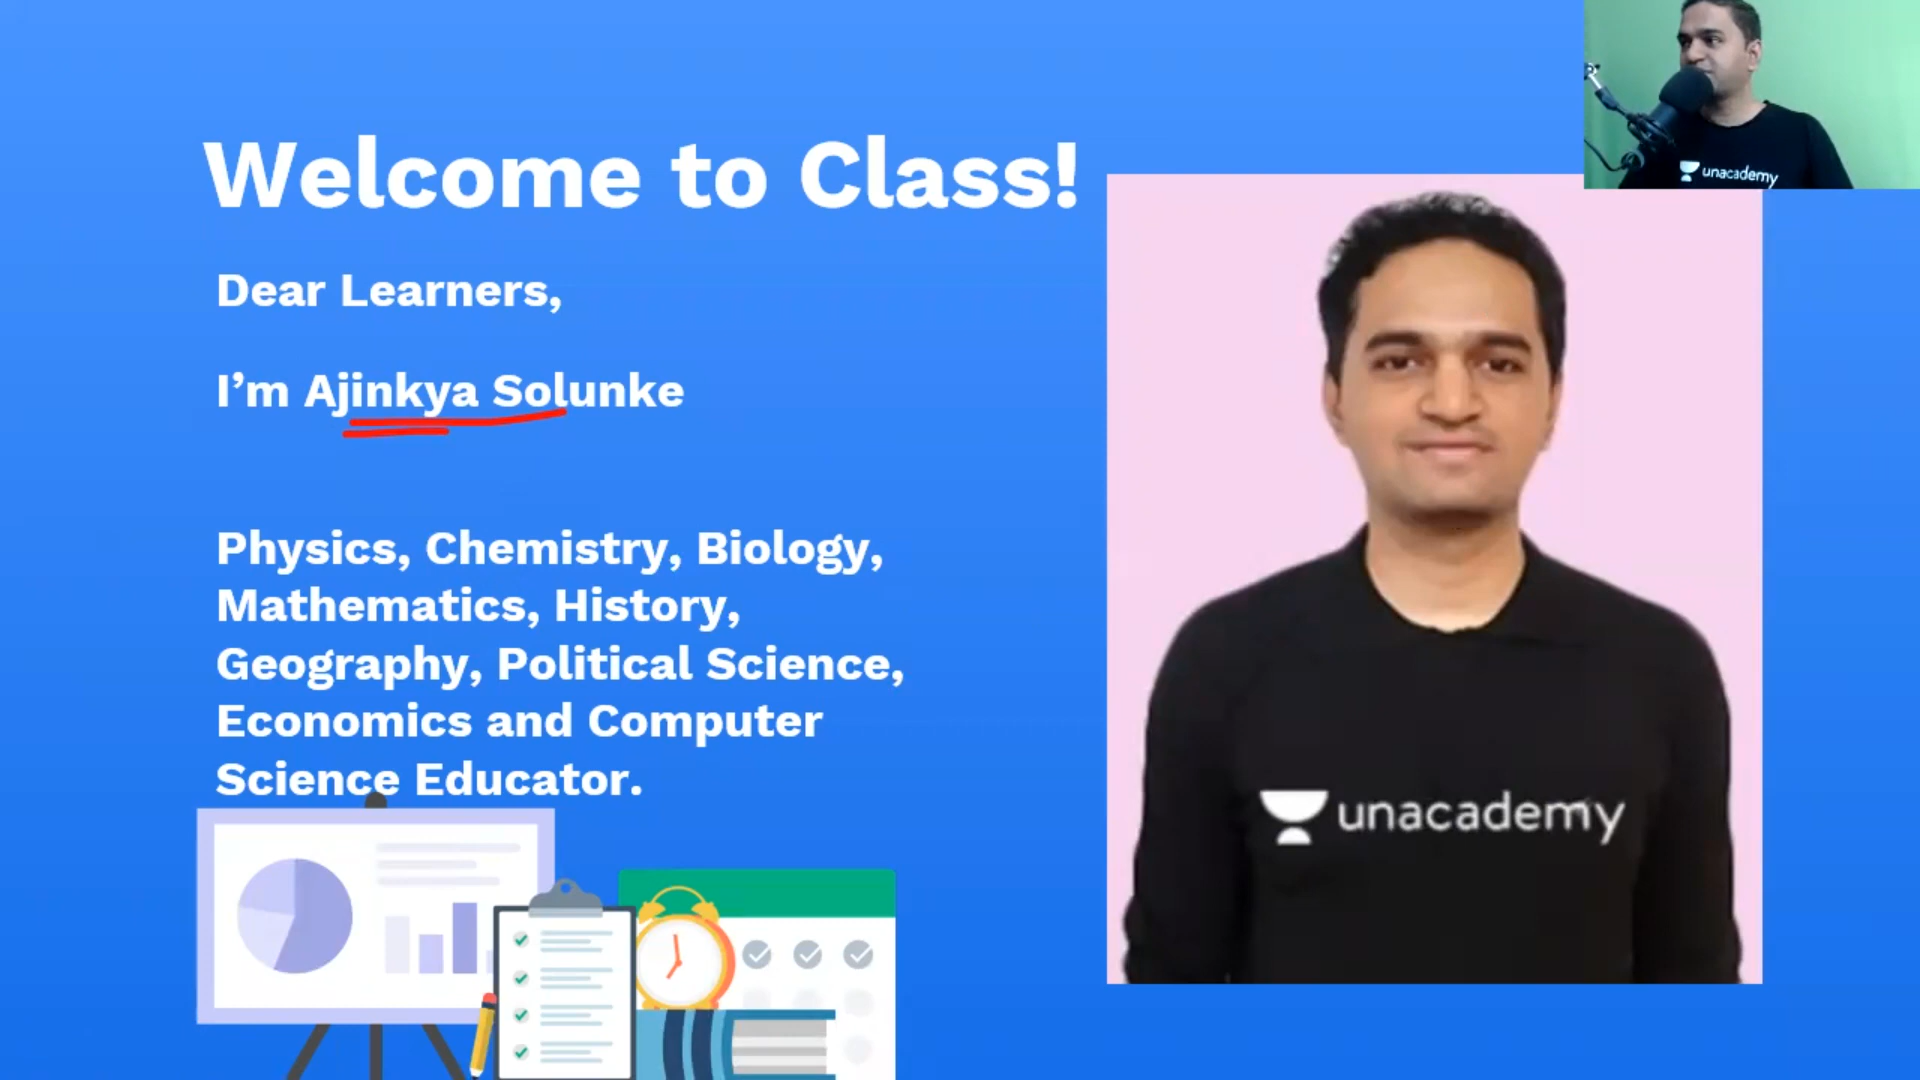 Welcome to Class!
Dear Learners,
I’m Ajinkya Solunke
Physics, Chemistry, Biology,
Mathematics, History,
Geography, Political Science,
Economics and Computer
Science Educator.
unacademy
unacademy